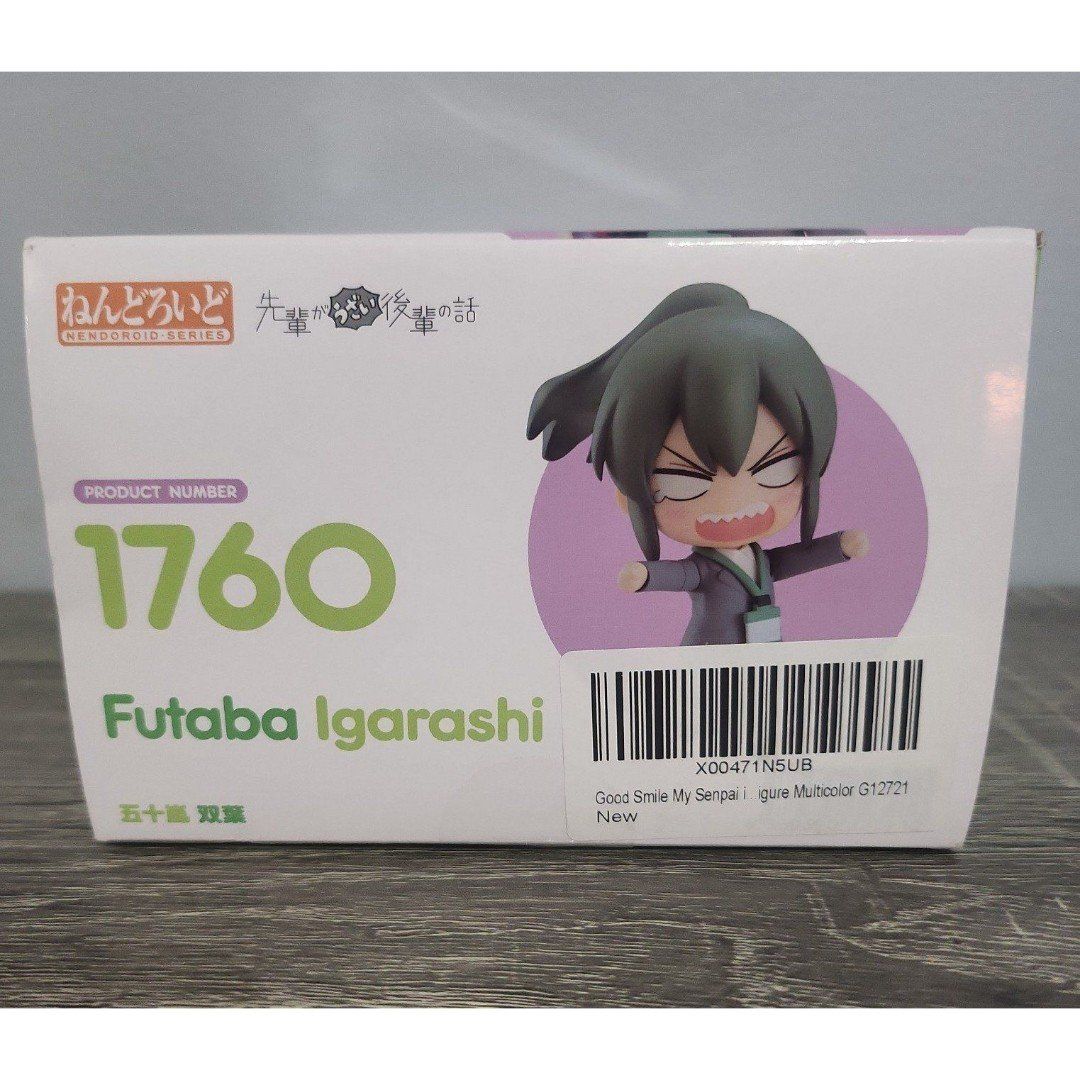 ねんどろいど
NENDOROID·SERIES
先輩がうざい後輩の話
PRODUCT NUMBER
1760
Futaba Igarashi
五十嵐 双葉
X00471N5UB
Good Smile My Senpai i...igure Multicolor G12721
New